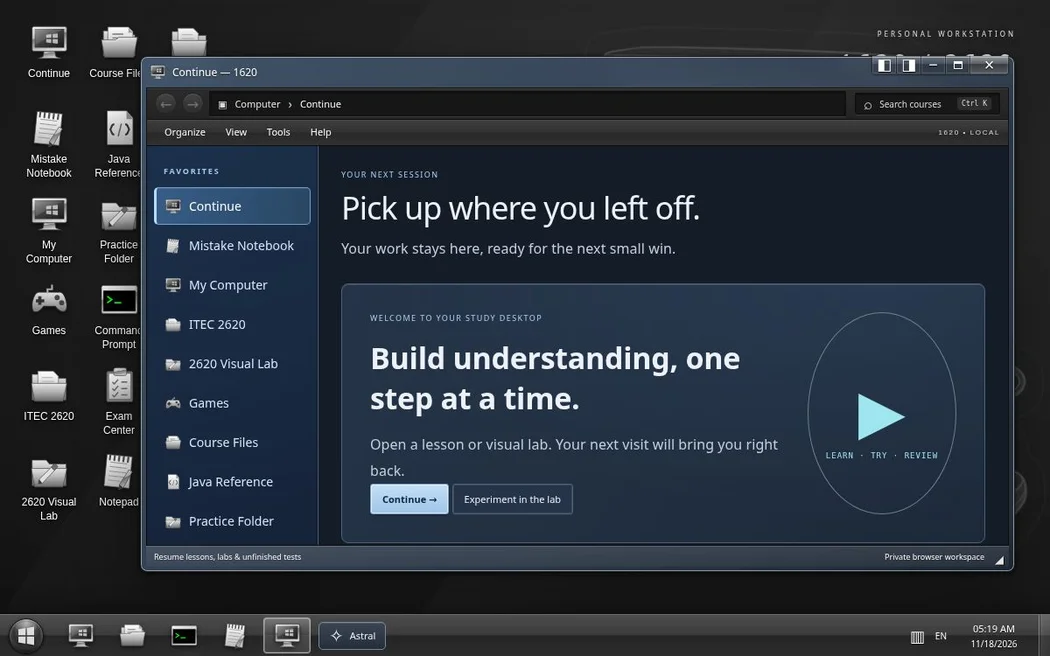 PERSONAL WORKSTATION
Continue
Course
Continue — 1620
Computer › Continue
Search courses
Ctrl K
Organize View Tools Help
1620 • LOCAL
Mistake
Notebook
Java
Reference
My
Computer
Practice
Folder
Games
Command
Prompt
ITEC 2620
Exam
Center
2620 Visual
Lab
Notepad
FAVORITES
Continue
Mistake Notebook
My Computer
ITEC 2620
2620 Visual Lab
Games
Course Files
Java Reference
Practice Folder
YOUR NEXT SESSION
Pick up where you left off.
Your work stays here, ready for the next small win.
WELCOME TO YOUR STUDY DESKTOP
Build understanding, one
step at a time.
Open a lesson or visual lab. Your next visit will bring you right
back.
Continue →
Experiment in the lab
LEARN · TRY · REVIEW
Resume lessons, labs & unfinished tests
Private browser workspace
Astral
EN
05:19 AM
11/18/2026